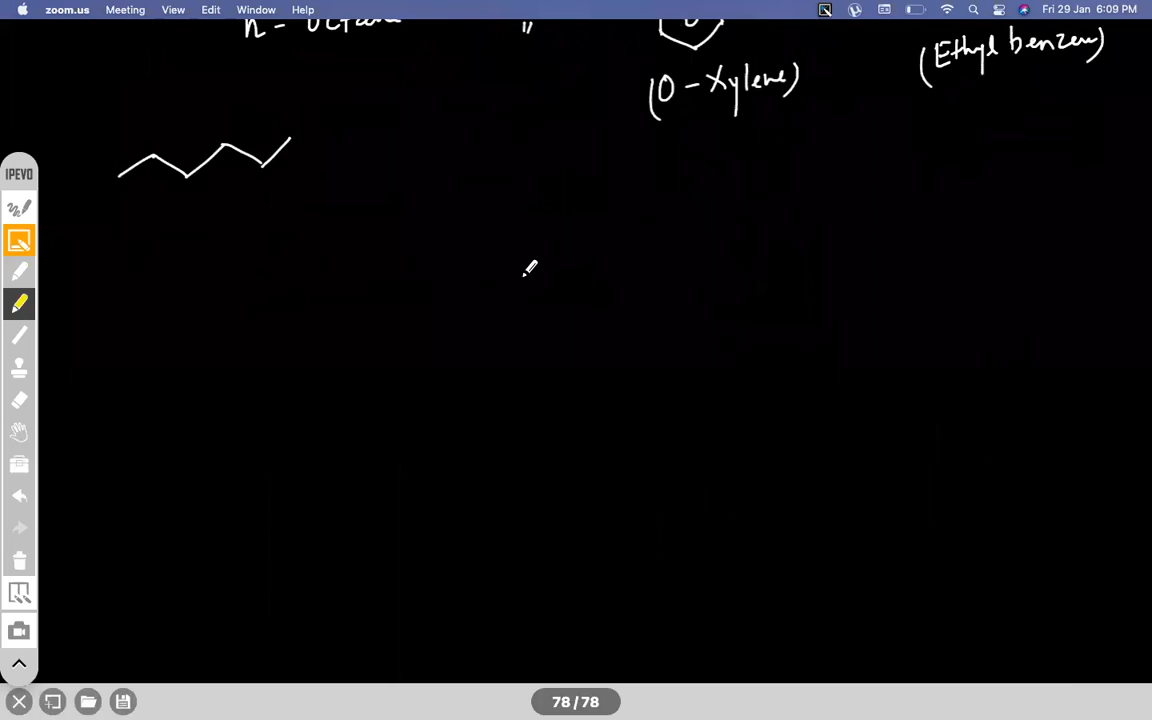 zoom.us Meeting View Edit Window Help Fri 29 Jan 6:09 PM
n - octane
"
(O - Xylene)
(Ethyl benzene)
IPEVO
78 / 78